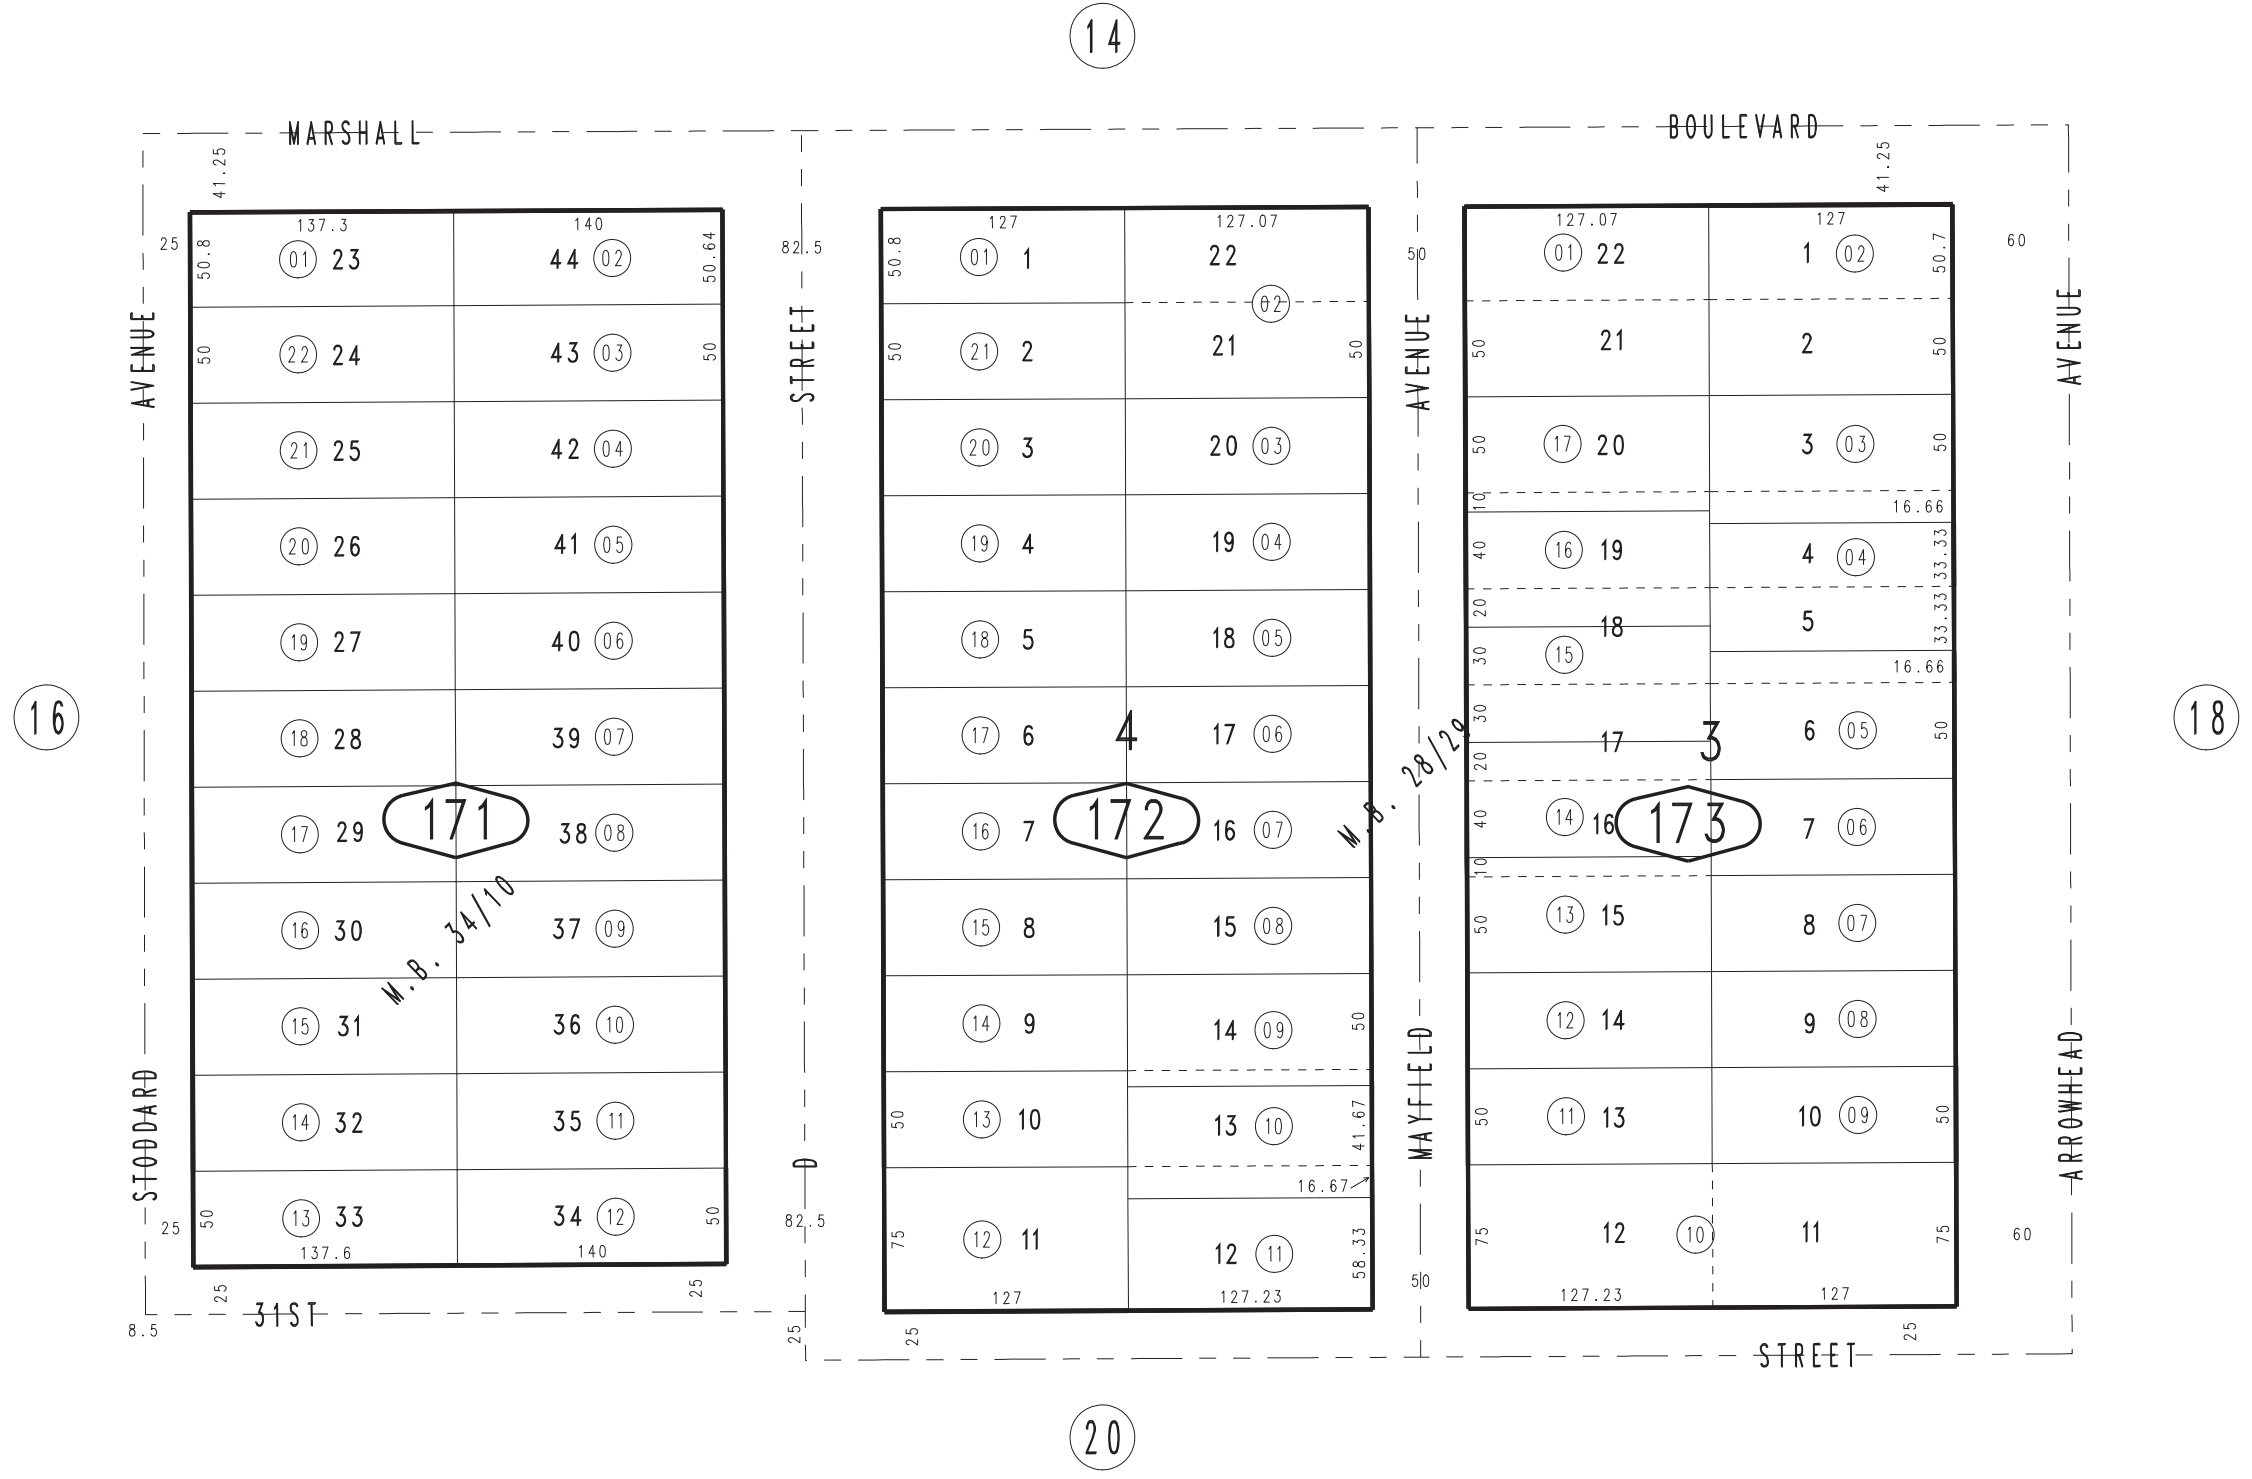 14
MARSHALL BOULEVARD
41.25 41.25
137.3 140 127 127.07 127.07 127
25 50.8 01 23 44 02 50.64 82.5 50.8 01 1 22 50 01 22 1 02 50.7 60
02
AVENUE 50 22 24 43 03 50 STREET 50 21 2 21 50 AVENUE 50 21 2 50 AVENUE
21 25 42 04 20 3 20 03 50 17 20 3 03 50
10 16.66
20 26 41 05 19 4 19 04 40 16 19 4 04 33.33
20 18 5 33.33
19 27 40 06 18 5 18 05 30 15 16.66
16 18 28 39 07 17 6 4 17 06 30 17 20 3 6 05 50 18
M.B. 28/29
17 29 171 38 08 16 7 172 16 07 40 14 16 173 7 06
10
M.B. 34/10
16 30 37 09 15 8 15 08 50 13 15 8 07
15 31 36 10 14 9 14 09 50 12 14 9 08
STODDARD 14 32 35 11 D 50 13 10 13 10 41.67 MAYFIELD 50 11 13 10 09 50 ARROWHEAD
16.67
25 50 13 33 34 12 50 82.5 75 12 11 12 11 58.33 50 75 12 10 11 75 60
137.6 140 127 127.23 127.23 127
25 25
31ST
8.5 25 25 25
STREET
20